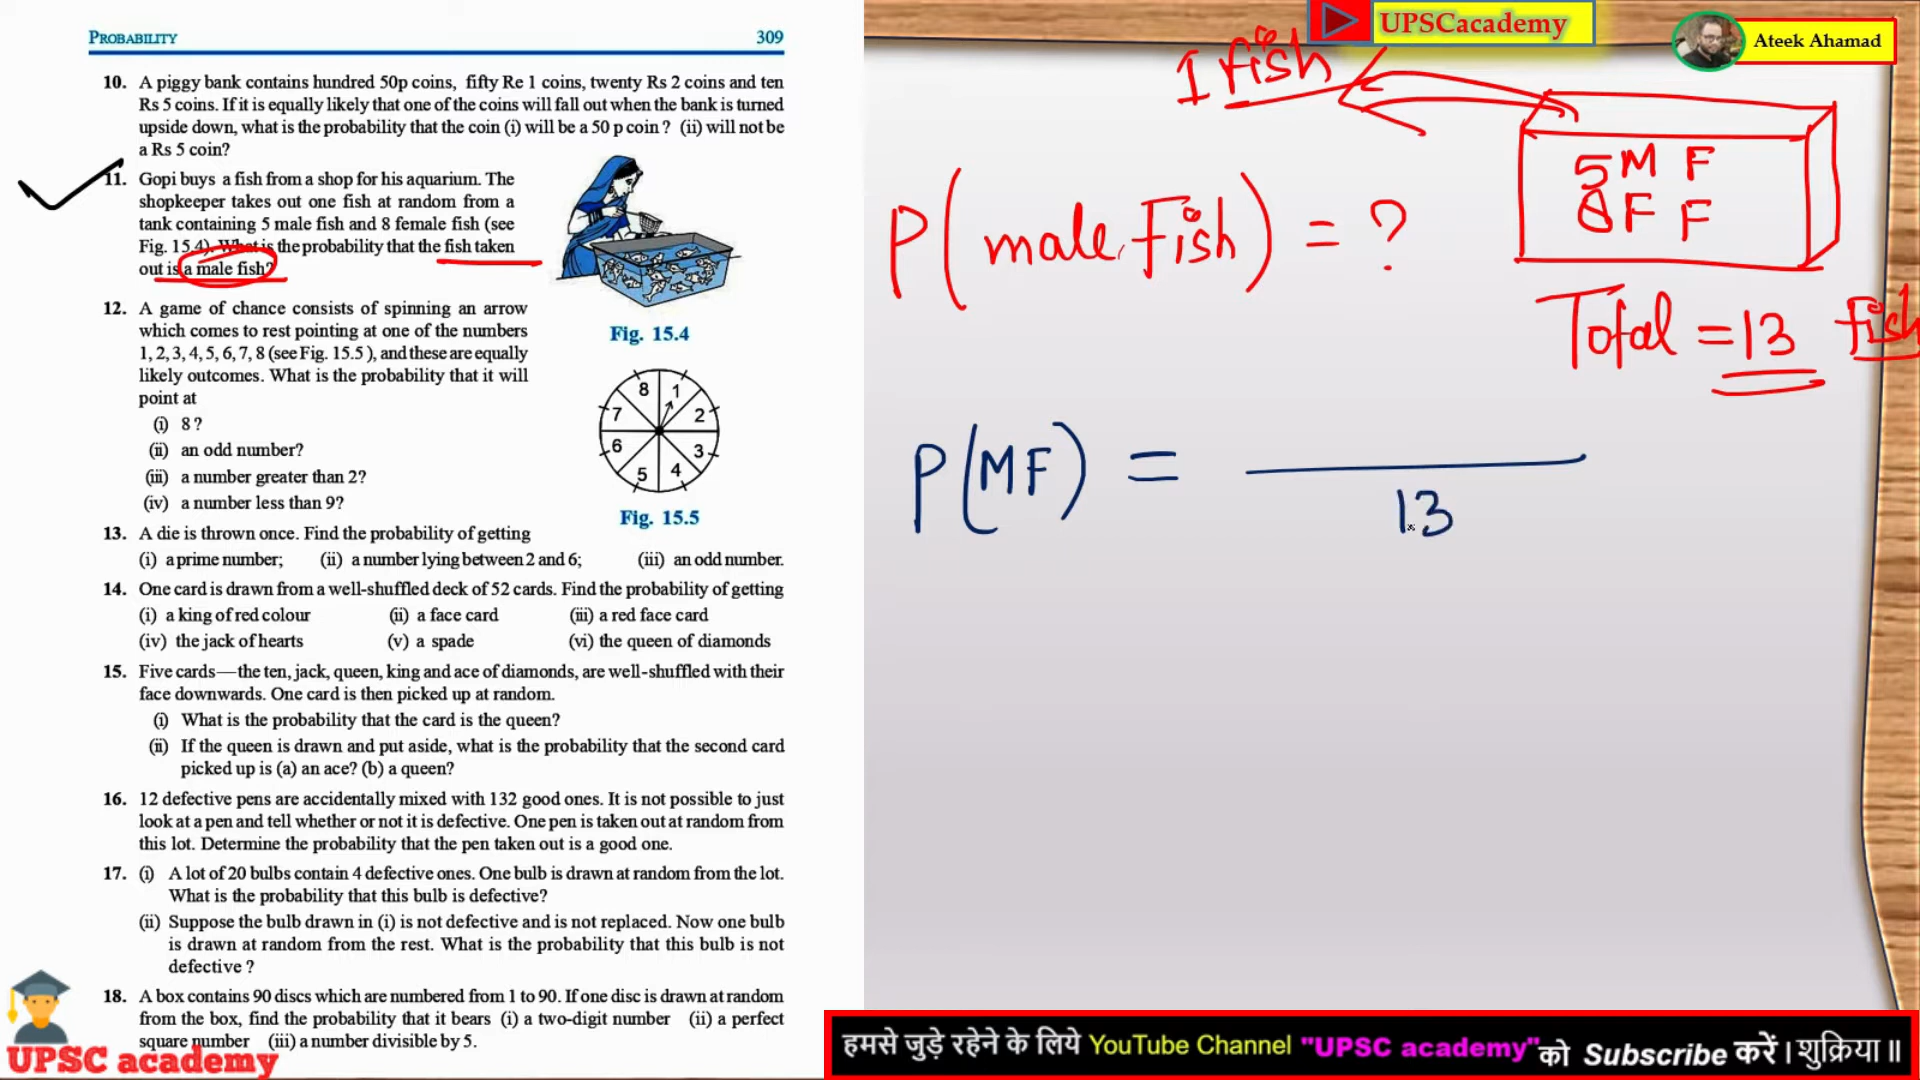 PROBABILITY 309
10. A piggy bank contains hundred 50p coins, fifty Re 1 coins, twenty Rs 2 coins and ten
Rs 5 coins. If it is equally likely that one of the coins will fall out when the bank is turned
upside down, what is the probability that the coin (i) will be a 50 p coin ? (ii) will not be
a Rs 5 coin?
11. Gopi buys a fish from a shop for his aquarium. The
shopkeeper takes out one fish at random from a
tank containing 5 male fish and 8 female fish (see
Fig. 15.4). What is the probability that the fish taken
out is a male fish?
Fig. 15.4
12. A game of chance consists of spinning an arrow
which comes to rest pointing at one of the numbers
1, 2, 3, 4, 5, 6, 7, 8 (see Fig. 15.5 ), and these are equally
likely outcomes. What is the probability that it will
point at
(i) 8 ?
(ii) an odd number?
(iii) a number greater than 2?
(iv) a number less than 9?
8 1
7 2
6 3
5 4
Fig. 15.5
13. A die is thrown once. Find the probability of getting
(i) a prime number; (ii) a number lying between 2 and 6; (iii) an odd number.
14. One card is drawn from a well-shuffled deck of 52 cards. Find the probability of getting
(i) a king of red colour (ii) a face card (iii) a red face card
(iv) the jack of hearts (v) a spade (vi) the queen of diamonds
15. Five cards—the ten, jack, queen, king and ace of diamonds, are well-shuffled with their
face downwards. One card is then picked up at random.
(i) What is the probability that the card is the queen?
(ii) If the queen is drawn and put aside, what is the probability that the second card
picked up is (a) an ace? (b) a queen?
16. 12 defective pens are accidentally mixed with 132 good ones. It is not possible to just
look at a pen and tell whether or not it is defective. One pen is taken out at random from
this lot. Determine the probability that the pen taken out is a good one.
17. (i) A lot of 20 bulbs contain 4 defective ones. One bulb is drawn at random from the lot.
What is the probability that this bulb is defective?
(ii) Suppose the bulb drawn in (i) is not defective and is not replaced. Now one bulb
is drawn at random from the rest. What is the probability that this bulb is not
defective ?
18. A box contains 90 discs which are numbered from 1 to 90. If one disc is drawn at random
from the box, find the probability that it bears (i) a two-digit number (ii) a perfect
square number (iii) a number divisible by 5.
UPSC academy
UPSCacademy
Ateek Ahamad
1 fish
5 M F
8 F F
P(male Fish) = ?
Total = 13 fish
P(MF) =
13
हमसे जुड़े रहेने के लिये YouTube Channel "UPSC academy" को Subscribe करें । शुक्रिया ॥